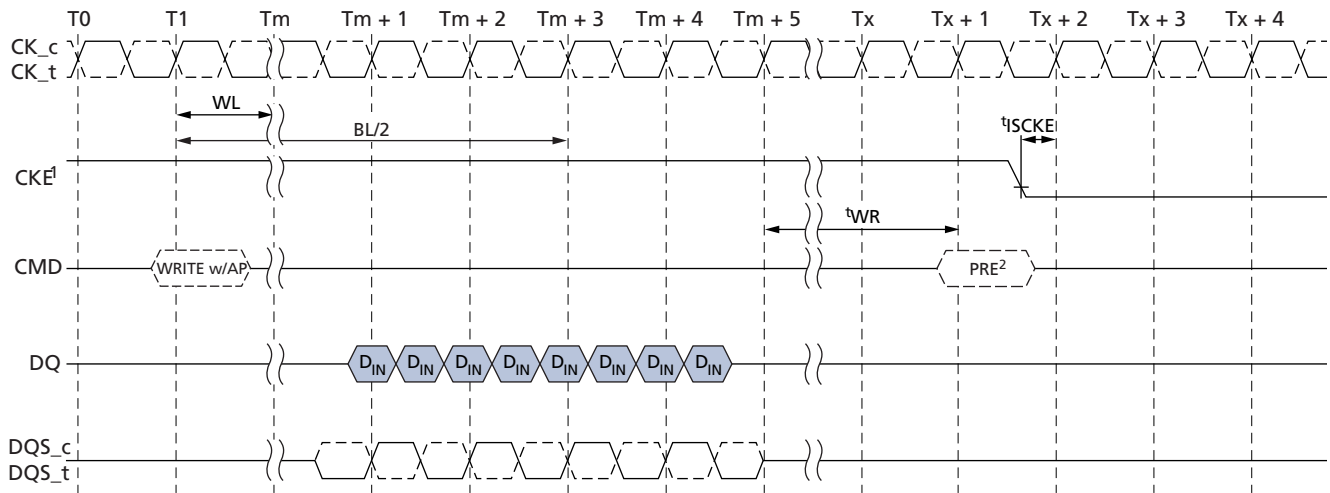 T0 T1 Tm Tm + 1 Tm + 2 Tm + 3 Tm + 4 Tm + 5 Tx Tx + 1 Tx + 2 Tx + 3 Tx + 4
CK_c
CK_t
WL
BL/2
tISCKE
CKE1
tWR
CMD WRITE w/AP PRE2
DQ DIN DIN DIN DIN DIN DIN DIN DIN
DQS_c
DQS_t